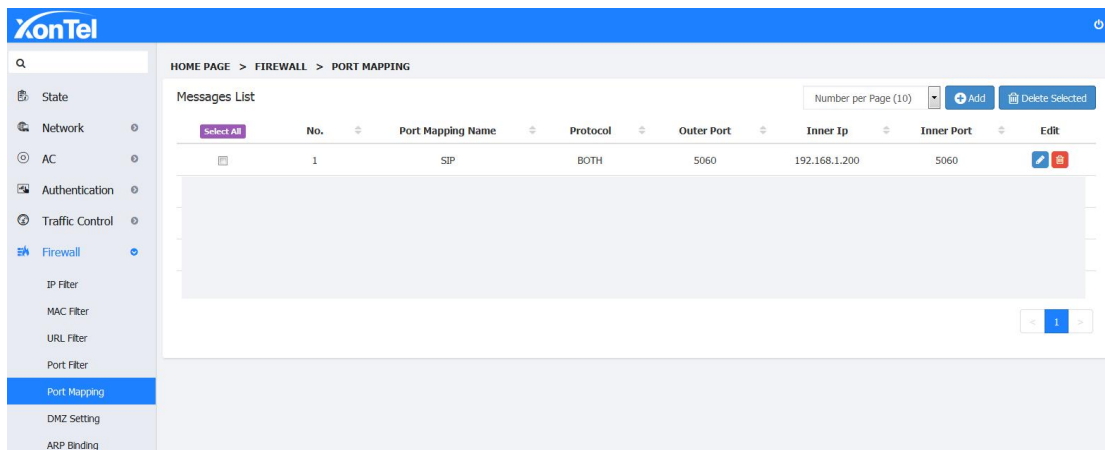 XonTel
HOME PAGE > FIREWALL > PORT MAPPING
State
Network
AC
Authentication
Traffic Control
Firewall
IP Filter
MAC Filter
URL Filter
Port Filter
Port Mapping
DMZ Setting
ARP Binding
Messages List
Number per Page (10)
Add
Delete Selected
Select All No. Port Mapping Name Protocol Outer Port Inner Ip Inner Port Edit
1 SIP BOTH 5060 192.168.1.200 5060
< 1 >